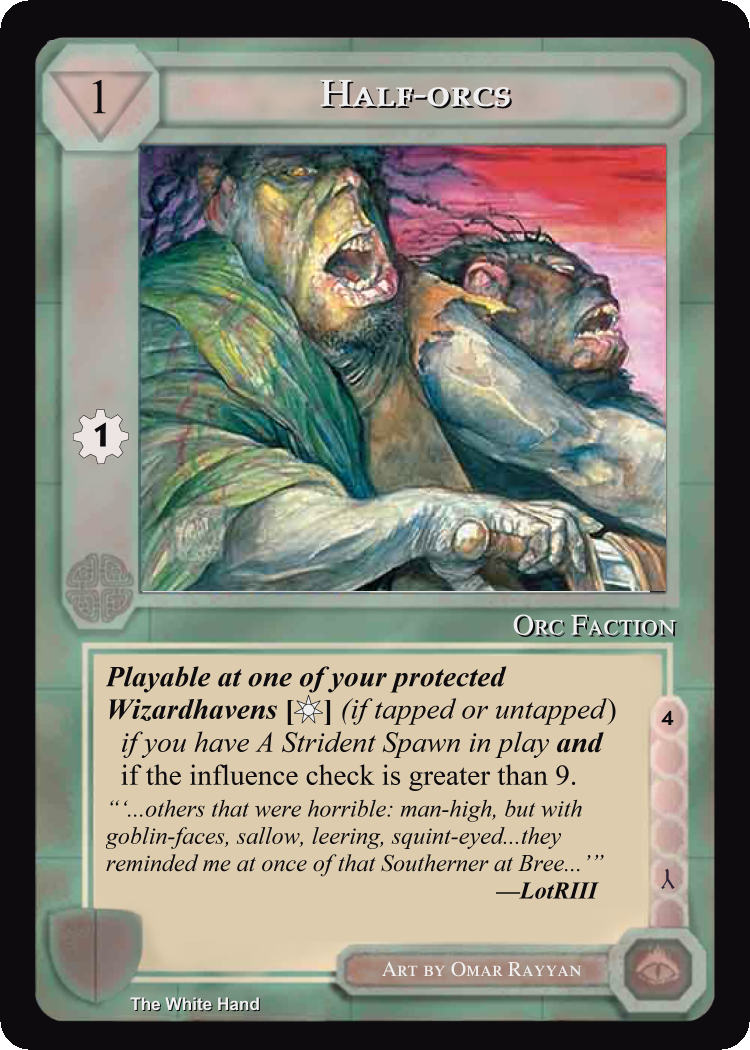 1
Half-orcs
1
Orc Faction
Playable at one of your protected
Wizardhavens [] (if tapped or untapped)
if you have A Strident Spawn in play and
if the influence check is greater than 9.
4
“‘...others that were horrible: man-high, but with
goblin-faces, sallow, leering, squint-eyed...they
reminded me at once of that Southerner at Bree...’”
—LotRIII
Art by Omar Rayyan
The White Hand